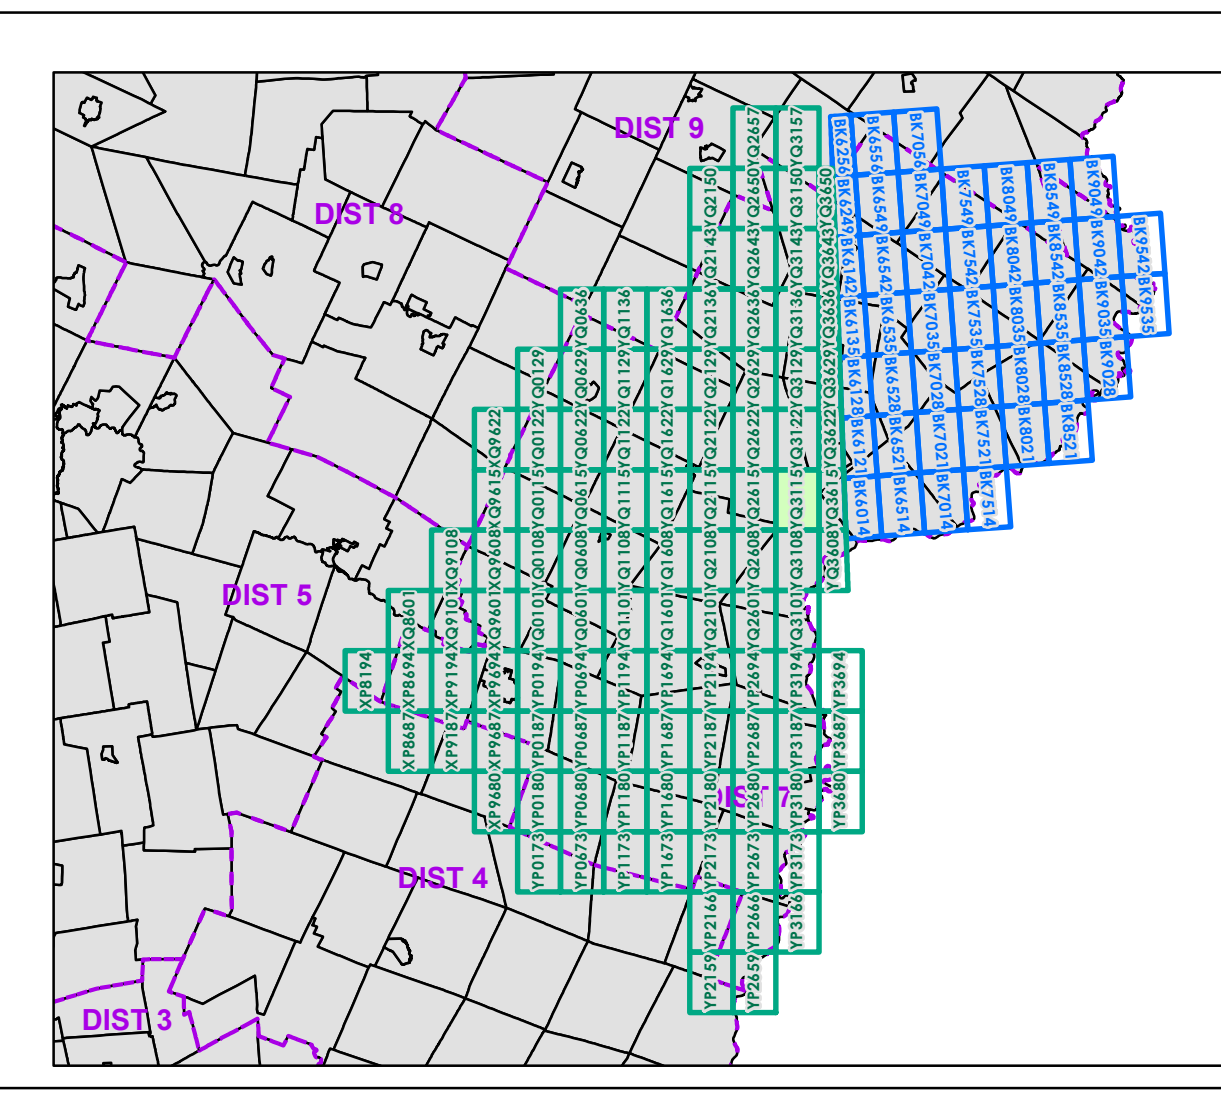 DIST 9
DIST 8
DIST 5
DIST 7
DIST 4
DIST 3
YQ2657 YQ3157
YQ2150 YQ2650 YQ3150 YQ3650
YQ2143 YQ2643 YQ3143 YQ3643
YQ0636 YQ1136 YQ1636 YQ2136 YQ2636 YQ3136 YQ3636
YQ0129 YQ0629 YQ1129 YQ1629 YQ2129 YQ2629 YQ3129 YQ3629
XQ9622 YQ0122 YQ0622 YQ1122 YQ1622 YQ2122 YQ2622 YQ3122 YQ3622
XQ9615 YQ0115 YQ0615 YQ1115 YQ1615 YQ2115 YQ2615 YQ3115 YQ3615
XQ9108 XQ9608 YQ0108 YQ0608 YQ1108 YQ1608 YQ2108 YQ2608 YQ3108 YQ3608
XQ8601 XQ9101 XQ9601 YQ0101 YQ0601 YQ1101 YQ1601 YQ2101 YQ2601 YQ3101
XP8194 XP8694 XP9194 XP9694 YP0194 YP0694 YP1194 YP1694 YP2194 YP2694 YP3194 YP3694
XP8687 XP9187 XP9687 YP0187 YP0687 YP1187 YP1687 YP2187 YP2687 YP3187 YP3687
XP9680 YP0180 YP0680 YP1180 YP1680 YP2180 YP2680 YP3180 YP3680
YP0173 YP0673 YP1173 YP1673 YP2173 YP2673 YP3173
YP2166 YP2666 YP3166
YP2159 YP2659
BK6256 BK6556 BK7056
BK6249 BK6549 BK7049 BK7549 BK8049 BK8549 BK9049
BK6142 BK6542 BK7042 BK7542 BK8042 BK8542 BK9042 BK9542
BK6135 BK6535 BK7035 BK7535 BK8035 BK8535 BK9035 BK9535
BK6128 BK6528 BK7028 BK7528 BK8028 BK8528 BK9028
BK6121 BK6521 BK7021 BK7521 BK8021 BK8521
BK6014 BK6514 BK7014 BK7514